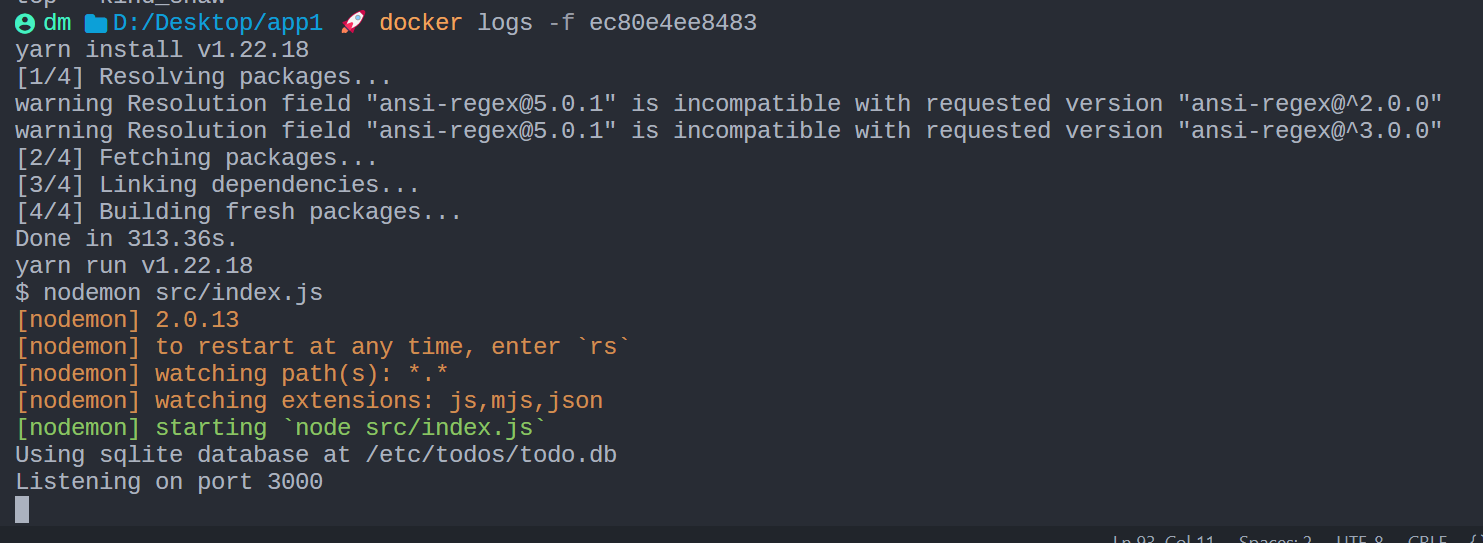 dm D:/Desktop/app1 docker logs -f ec80e4ee8483
yarn install v1.22.18
[1/4] Resolving packages...
warning Resolution field "ansi-regex@5.0.1" is incompatible with requested version "ansi-regex@^2.0.0"
warning Resolution field "ansi-regex@5.0.1" is incompatible with requested version "ansi-regex@^3.0.0"
[2/4] Fetching packages...
[3/4] Linking dependencies...
[4/4] Building fresh packages...
Done in 313.36s.
yarn run v1.22.18
$ nodemon src/index.js
[nodemon] 2.0.13
[nodemon] to restart at any time, enter `rs`
[nodemon] watching path(s): *.*
[nodemon] watching extensions: js,mjs,json
[nodemon] starting `node src/index.js`
Using sqlite database at /etc/todos/todo.db
Listening on port 3000
Ln 93, Col 11 Spaces: 2 UTF-8 CRLF {